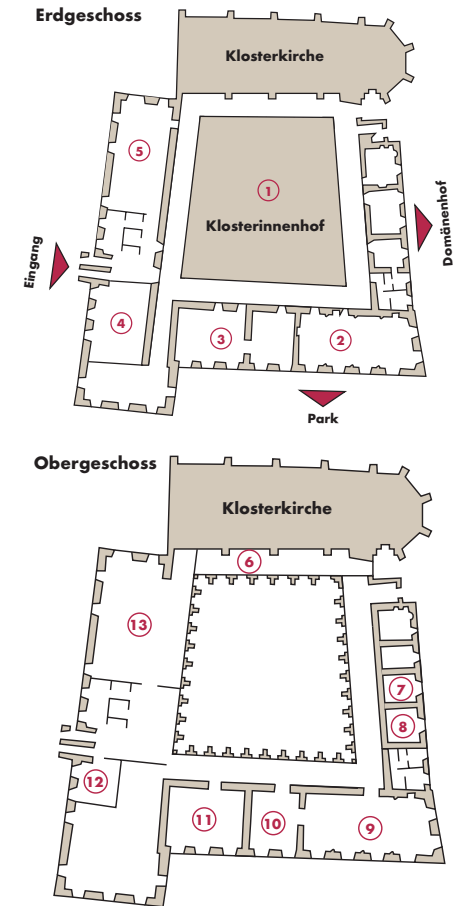 Erdgeschoss
Klosterkirche
5
1
Klosterinnenhof
Eingang
Domänenhof
4
3
2
Park
Obergeschoss
Klosterkirche
6
13
7
8
12
11
10
9